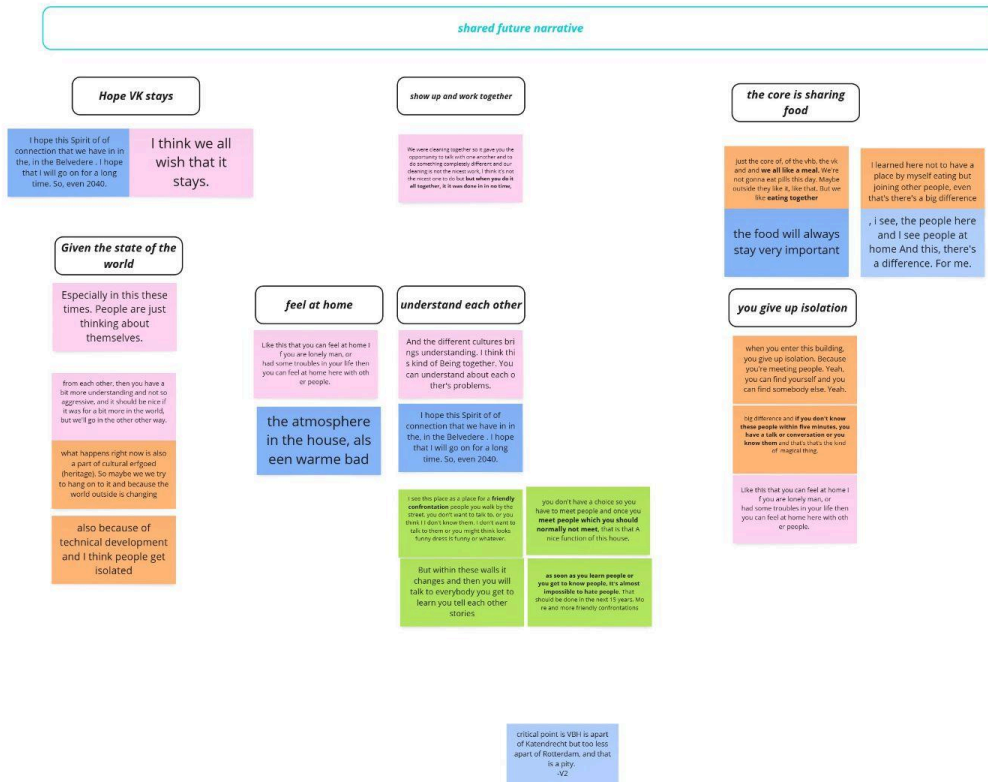 shared future narrative
Hope VK stays
I hope this Spirit of of
connection that we have in in
the, in the Belvedere . I hope
that I will go on for a long
time. So, even 2040.
I think we all
wish that it
stays.
Given the state of the
world
Especially in this these
times. People are just
thinking about
themselves.
from each other, then you have a
bit more understanding and not so
aggressive, and it should be nice if
it was for a bit more in the world,
but we'll go in the other other way.
what happens right now is also
a part of cultural erfgoed
(heritage). So maybe we we try
to hang on to it and because the
world outside is changing
also because of
technical development
and I think people get
isolated
feel at home
Like this that you can feel at home I
f you are lonely man, or
had some troubles in your life then
you can feel at home here with oth
er people.
the atmosphere
in the house, als
een warme bad
show up and work together
We were cleaning together so it gave you the
opportunity to talk with one another and to
do something completely different and our
cleaning is not the nicest work, I think it's not
the nicest one to do but but when you do it
all together, it it was done in in no time,
understand each other
And the different cultures bri
ngs understanding. I think thi
s kind of Being together. You
can understand about each o
ther's problems.
I hope this Spirit of of
connection that we have in in
the, in the Belvedere . I hope
that I will go on for a long
time. So, even 2040.
I see this place as a place for a friendly
confrontation people you walk by the
street. you don't want to talk to, or you
think I I don't know them. I don't want to
talk to them or you might think looks
funny dress is funny or whatever.
you don't have a choice so you
have to meet people and once you
meet people which you should
normally not meet, that is that A
nice function of this house.
But within these walls it
changes and then you will
talk to everybody you get to
learn you tell each other
stories
as soon as you learn people or
you get to know people, it's almost
impossible to hate people. That
should be done in the next 15 years. Mo
re and more friendly confrontations
the core is sharing
food
Just the core of, of the vhb, the vk
and and we all like a meal. We're
not gonna eat pills this day. Maybe
outside they like it, like that. But we
like eating together
I learned here not to have a
place by myself eating but
joining other people, even
that's there's a big difference
the food will always
stay very important
, i see, the people here
and I see people at
home And this, there's
a difference. For me.
you give up isolation
when you enter this building,
you give up isolation. Because
you're meeting people. Yeah,
you can find yourself and you
can find somebody else. Yeah.
big difference and if you don't know
these people within five minutes, you
have a talk or conversation or you
know them and that's that's the kind
of magical thing.
Like this that you can feel at home I
f you are lonely man, or
had some troubles in your life then
you can feel at home here with oth
er people.
critical point is VBH is apart
of Katendrecht but too less
apart of Rotterdam, and that
is a pity.
-V2